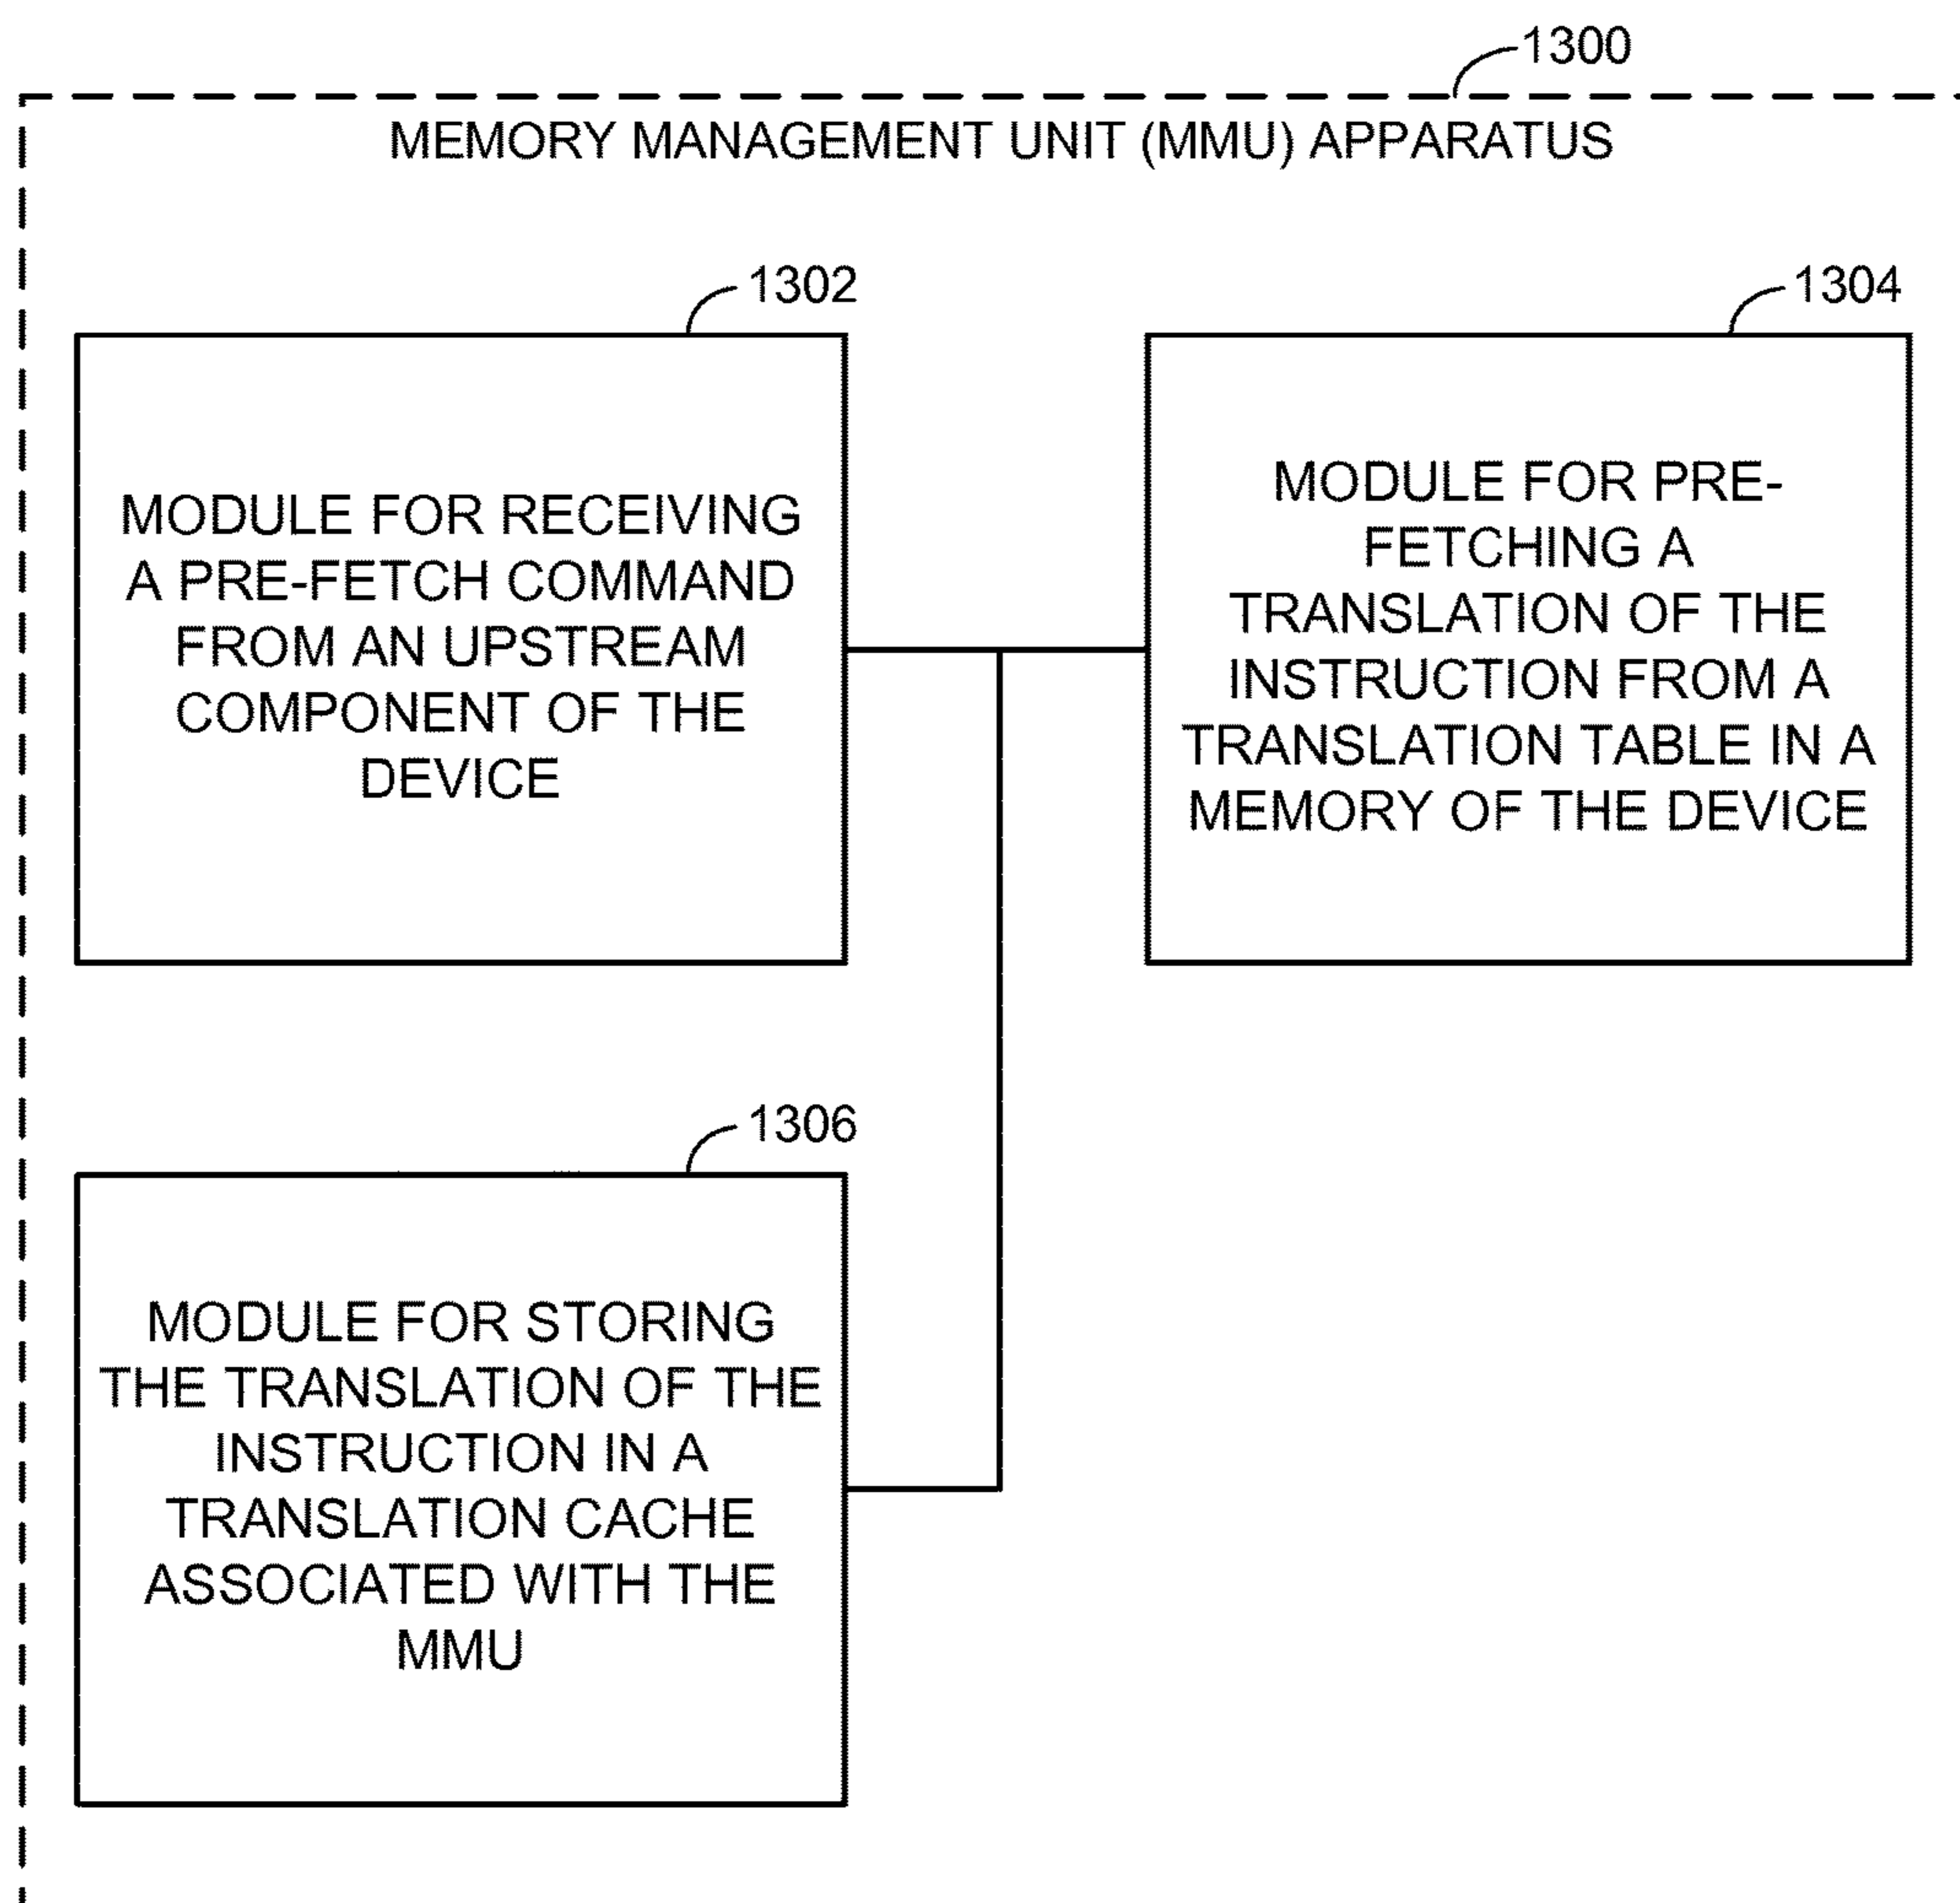 1300
MEMORY MANAGEMENT UNIT (MMU) APPARATUS
1302
MODULE FOR RECEIVING
A PRE-FETCH COMMAND
FROM AN UPSTREAM
COMPONENT OF THE
DEVICE
1304
MODULE FOR PRE-
FETCHING A
TRANSLATION OF THE
INSTRUCTION FROM A
TRANSLATION TABLE IN A
MEMORY OF THE DEVICE
1306
MODULE FOR STORING
THE TRANSLATION OF THE
INSTRUCTION IN A
TRANSLATION CACHE
ASSOCIATED WITH THE
MMU